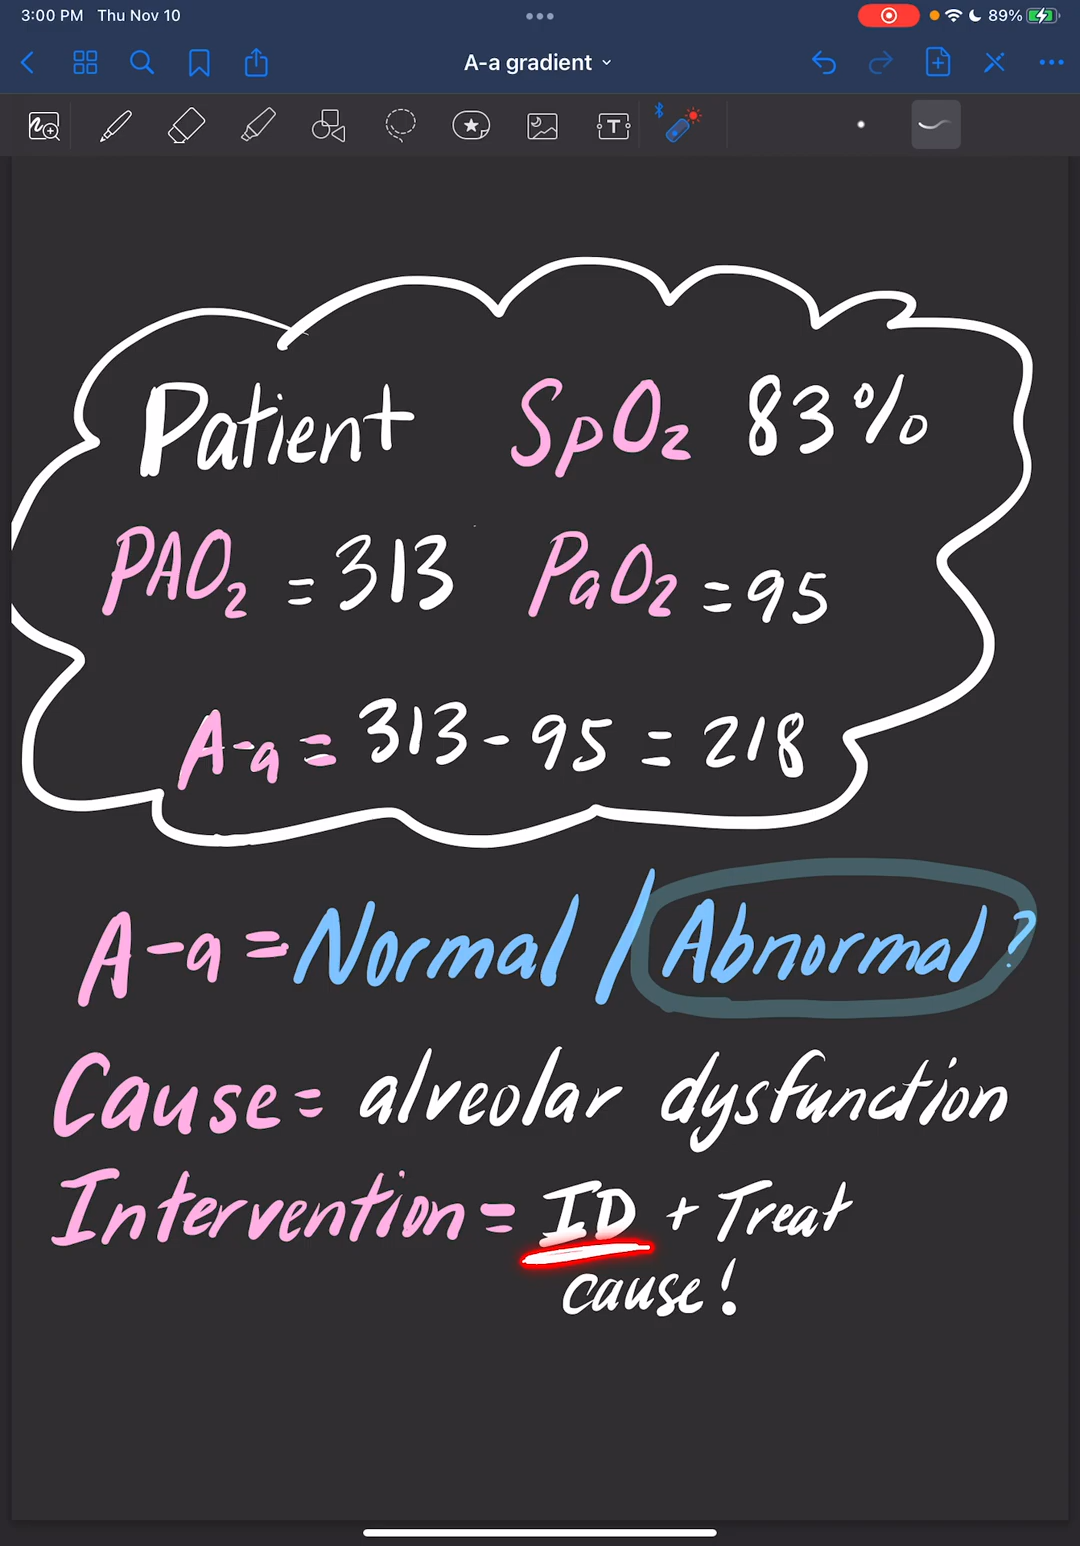 3:00 PM Thu Nov 10 89%
A-a gradient
T
Patient SpO₂ 83%
PAO₂ = 313 PaO₂ = 95
A-a = 313 - 95 = 218
A-a = Normal / Abnormal?
Cause = alveolar dysfunction
Intervention = ID + Treat
cause!